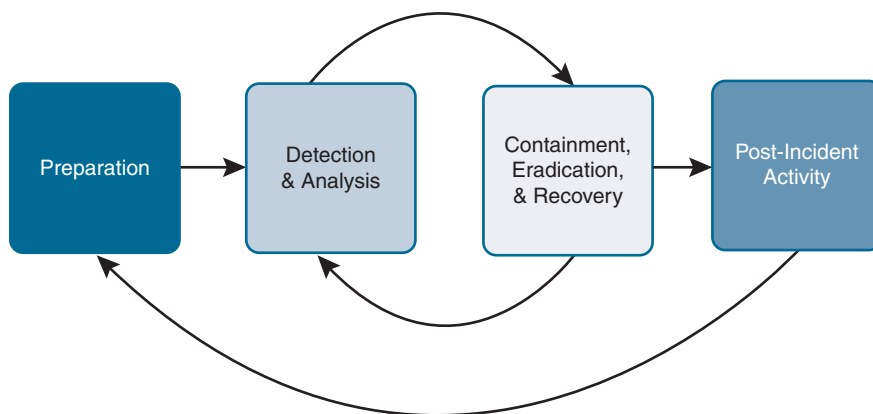 Preparation
Detection
& Analysis
Containment,
Eradication,
& Recovery
Post-Incident
Activity